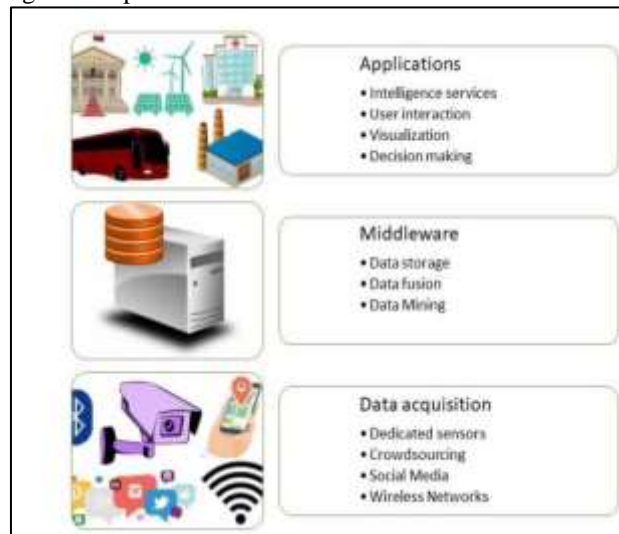 Applications
• Intelligence services
• User interaction
• Visualization
• Decision making
Middleware
• Data storage
• Data fusion
• Data Mining
Data acquisition
• Dedicated sensors
• Crowdsourcing
• Social Media
• Wireless Networks